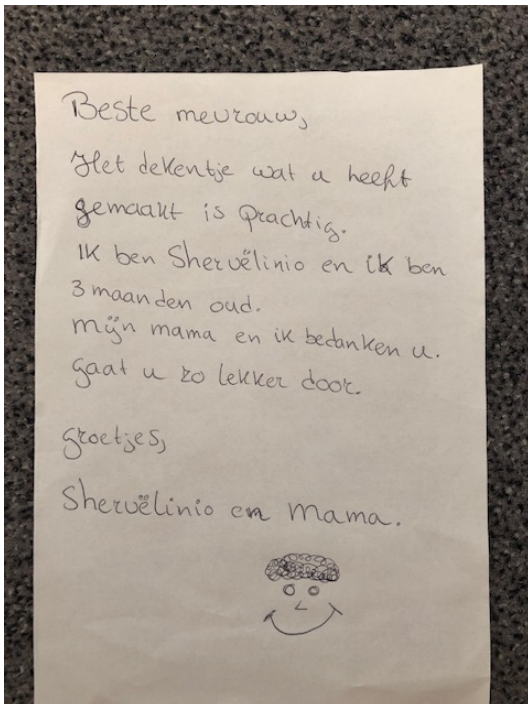 Beste mevrouw,
Het dekentje wat u heeft
gemaakt is prachtig.
Ik ben Shervëlinio en ik ben
3 maanden oud.
mijn mama en ik bedanken u.
gaat u zo lekker door.
groetjes,
Shervëlinio en Mama.